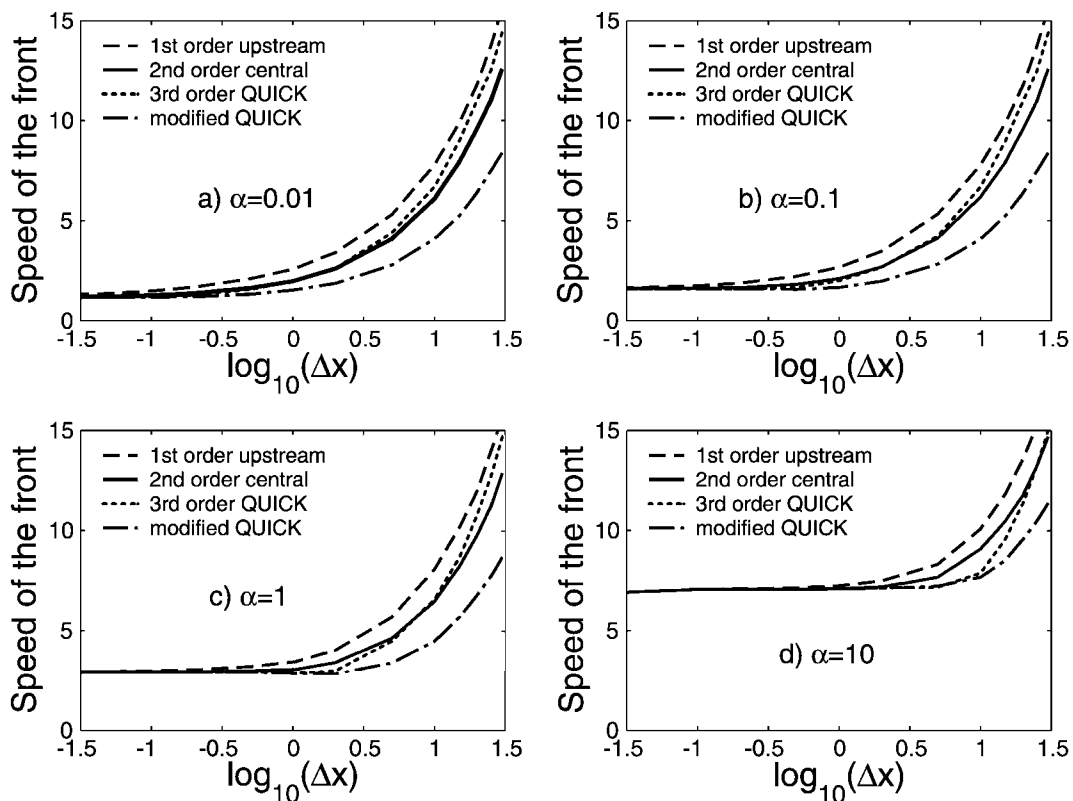 Speed of the front
15
10
5
0
1st order upstream
2nd order central
3rd order QUICK
modified QUICK
a) α=0.01
-1.5 -1 -0.5 0 0.5 1 1.5
log10(Δx)
Speed of the front
15
10
5
0
1st order upstream
2nd order central
3rd order QUICK
modified QUICK
b) α=0.1
-1.5 -1 -0.5 0 0.5 1 1.5
log10(Δx)
Speed of the front
15
10
5
0
1st order upstream
2nd order central
3rd order QUICK
modified QUICK
c) α=1
-1.5 -1 -0.5 0 0.5 1 1.5
log10(Δx)
Speed of the front
15
10
5
0
1st order upstream
2nd order central
3rd order QUICK
modified QUICK
d) α=10
-1.5 -1 -0.5 0 0.5 1 1.5
log10(Δx)